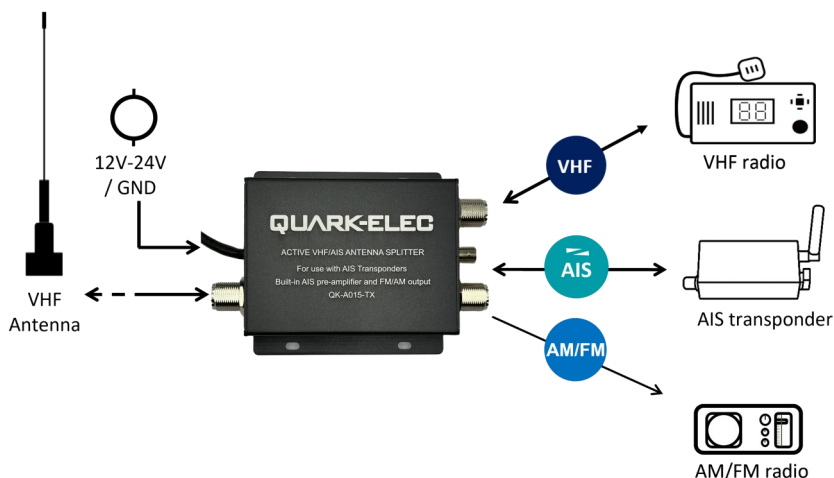 12V-24V
/ GND
VHF
Antenna
QUARK-ELEC
ACTIVE VHF/AIS ANTENNA SPLITTER
For use with AIS Transponders
Built-in AIS pre-amplifier and FM/AM output
QK-A015-TX
VHF
AIS
AM/FM
88
VHF radio
AIS transponder
AM/FM radio